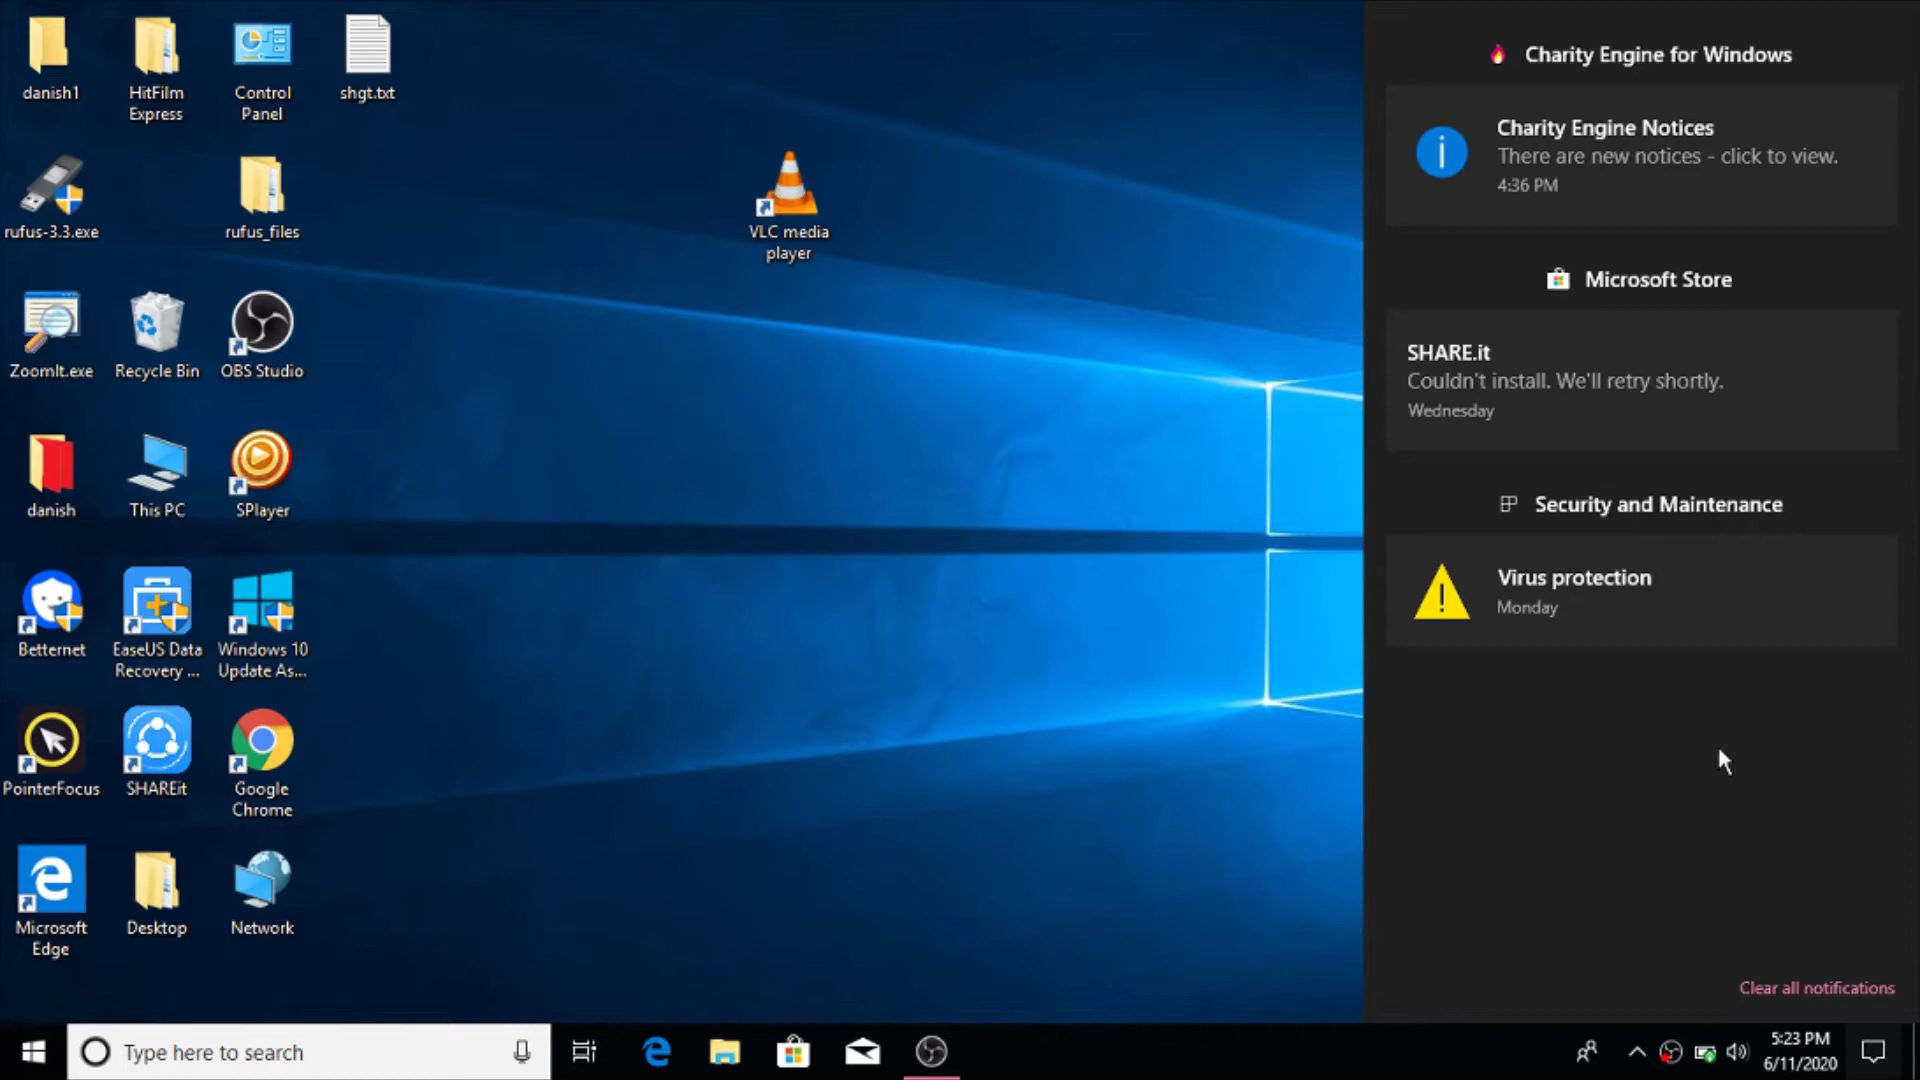 danish1
HitFilm
Express
Control
Panel
shgt.txt
rufus-3.3.exe
rufus_files
VLC media
player
ZoomIt.exe
Recycle Bin
OBS Studio
danish
This PC
SPlayer
Betternet
EaseUS Data
Recovery ...
Windows 10
Update As...
PointerFocus
SHAREit
Google
Chrome
Microsoft
Edge
Desktop
Network
Charity Engine for Windows
Charity Engine Notices
There are new notices - click to view.
4:36 PM
Microsoft Store
SHARE.it
Couldn't install. We'll retry shortly.
Wednesday
Security and Maintenance
Virus protection
Monday
Clear all notifications
Type here to search
5:23 PM
6/11/2020